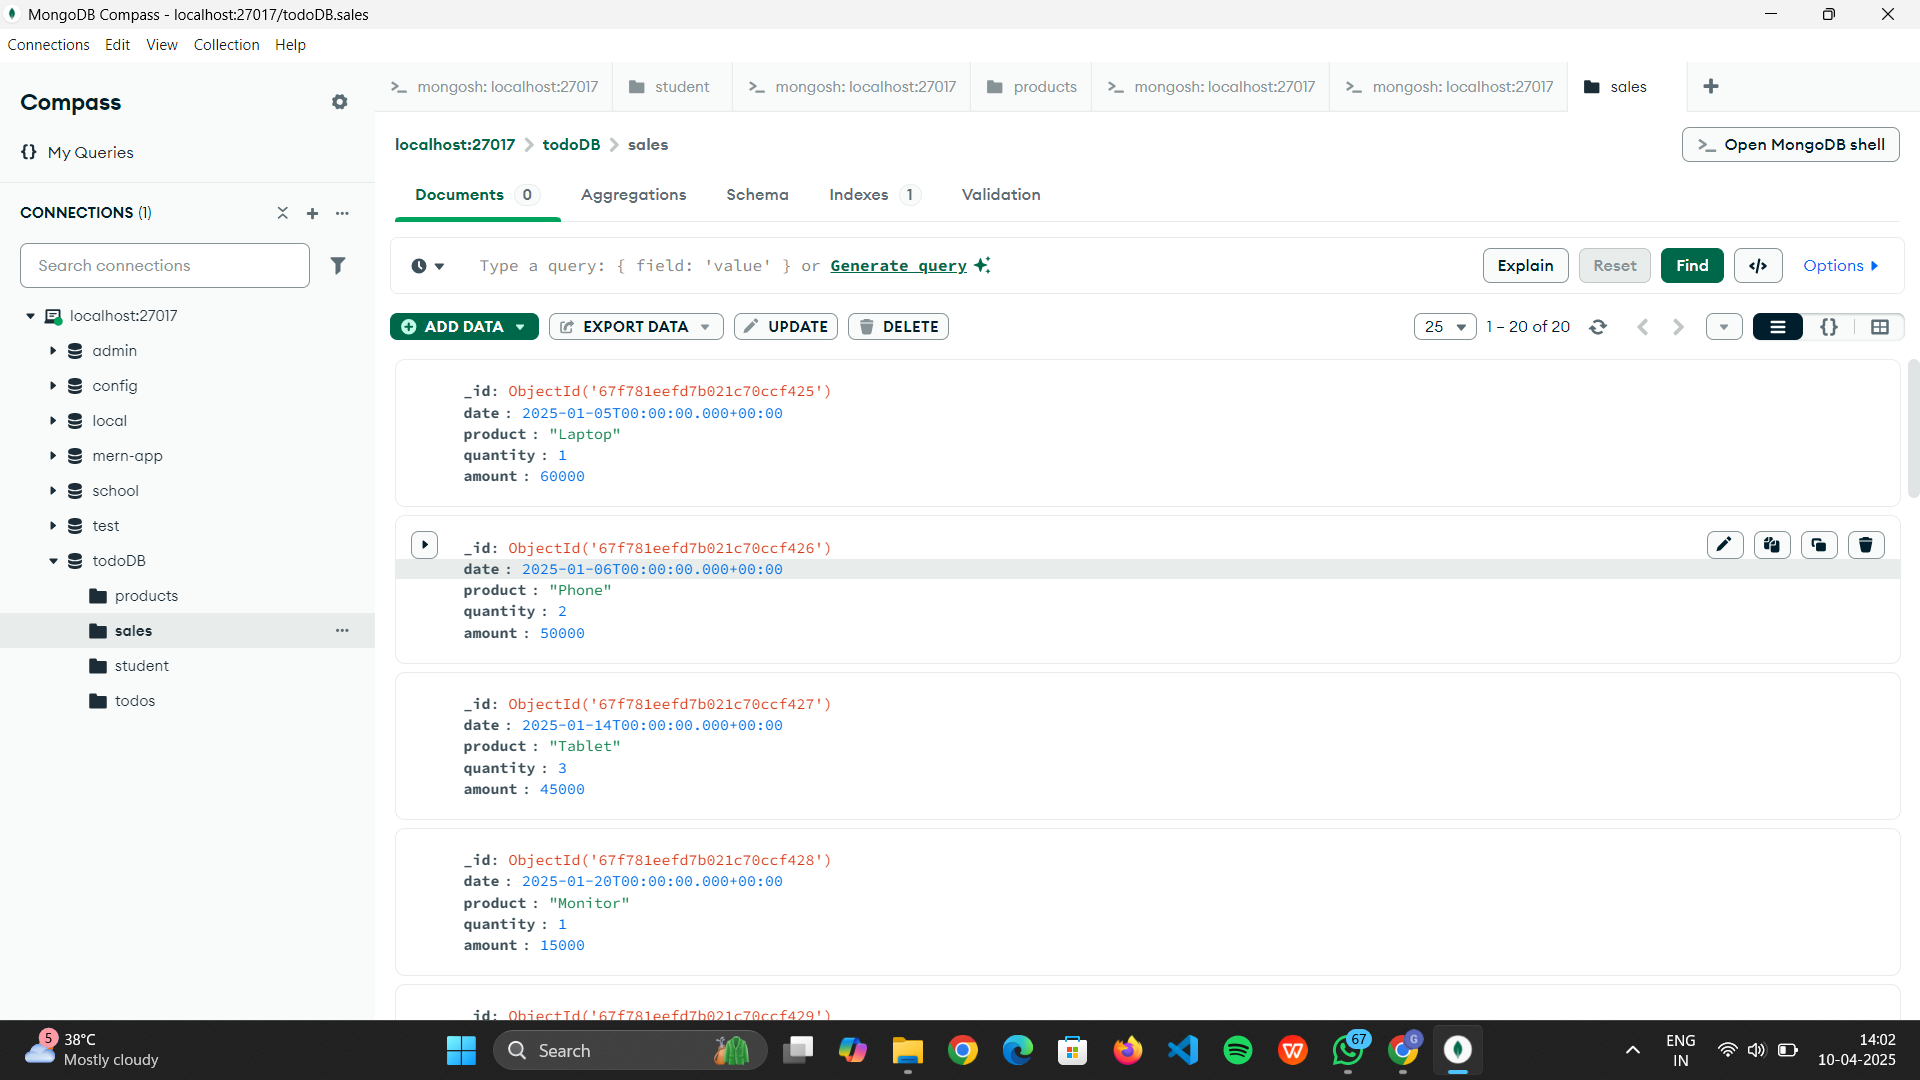 MongoDB Compass - localhost:27017/todoDB.sales
Connections Edit View Collection Help
Compass
{} My Queries
CONNECTIONS (1)
Search connections
localhost:27017
admin
config
local
mern-app
school
test
todoDB
products
sales
student
todos
>_ mongosh: localhost:27017
student
>_ mongosh: localhost:27017
products
>_ mongosh: localhost:27017
>_ mongosh: localhost:27017
sales
localhost:27017 > todoDB > sales
>_ Open MongoDB shell
Documents 0 Aggregations Schema Indexes 1 Validation
Type a query: { field: 'value' } or Generate query
Explain Reset Find </> Options
ADD DATA EXPORT DATA UPDATE DELETE
25 1 – 20 of 20 {}
_id: ObjectId('67f781eefd7b021c70ccf425')
date : 2025-01-05T00:00:00.000+00:00
product : "Laptop"
quantity : 1
amount : 60000
_id: ObjectId('67f781eefd7b021c70ccf426')
date : 2025-01-06T00:00:00.000+00:00
product : "Phone"
quantity : 2
amount : 50000
_id: ObjectId('67f781eefd7b021c70ccf427')
date : 2025-01-14T00:00:00.000+00:00
product : "Tablet"
quantity : 3
amount : 45000
_id: ObjectId('67f781eefd7b021c70ccf428')
date : 2025-01-20T00:00:00.000+00:00
product : "Monitor"
quantity : 1
amount : 15000
_id: ObjectId('67f781eefd7b021c70ccf429')
5
38°C
Mostly cloudy
Search
W
67
G
ENG
IN
14:02
10-04-2025